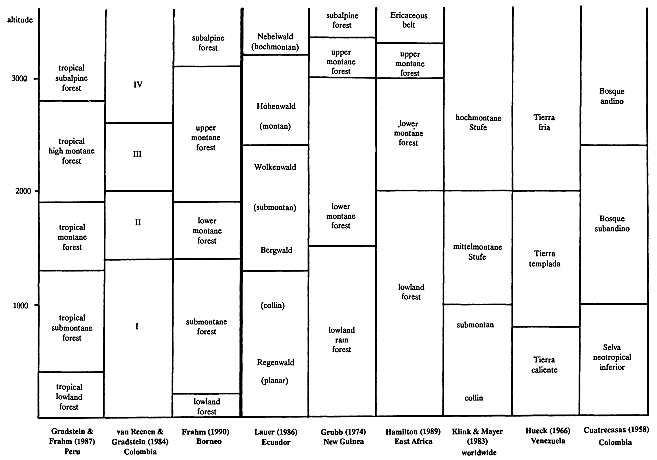 altitude
3000
2000
1000
tropical
subalpine
forest
tropical
high montane
forest
tropical
montane
forest
tropical
submontane
forest
tropical
lowland
forest
Gradstein &
Frahm (1987)
Peru
IV
III
II
I
van Reenen &
Gradstein (1984)
Colombia
subalpine
forest
upper
montane
forest
lower
montane
forest
submontane
forest
lowland
forest
Frahm (1990)
Borneo
Nebelwald
(hochmontan)
Höhenwald
(montan)
Wolkenwald
(submontan)
Bergwald
(collin)
Regenwald
(planar)
Lauer (1986)
Ecuador
subalpine
forest
upper
montane
forest
lower
montane
forest
lowland
rain
forest
Grubb (1974)
New Guinea
Ericaceous
belt
upper
montane
forest
lower
montane
forest
lowland
forest
Hamilton (1989)
East Africa
hochmontane
Stufe
mittelmontane
Stufe
submontan
collin
Klink & Mayer
(1983)
worldwide
Tierra
fria
Tierra
templada
Tierra
caliente
Hueck (1966)
Venezuela
Bosque
andino
Bosque
subandino
Selva
neotropical
inferior
Cuatrecasas (1958)
Colombia